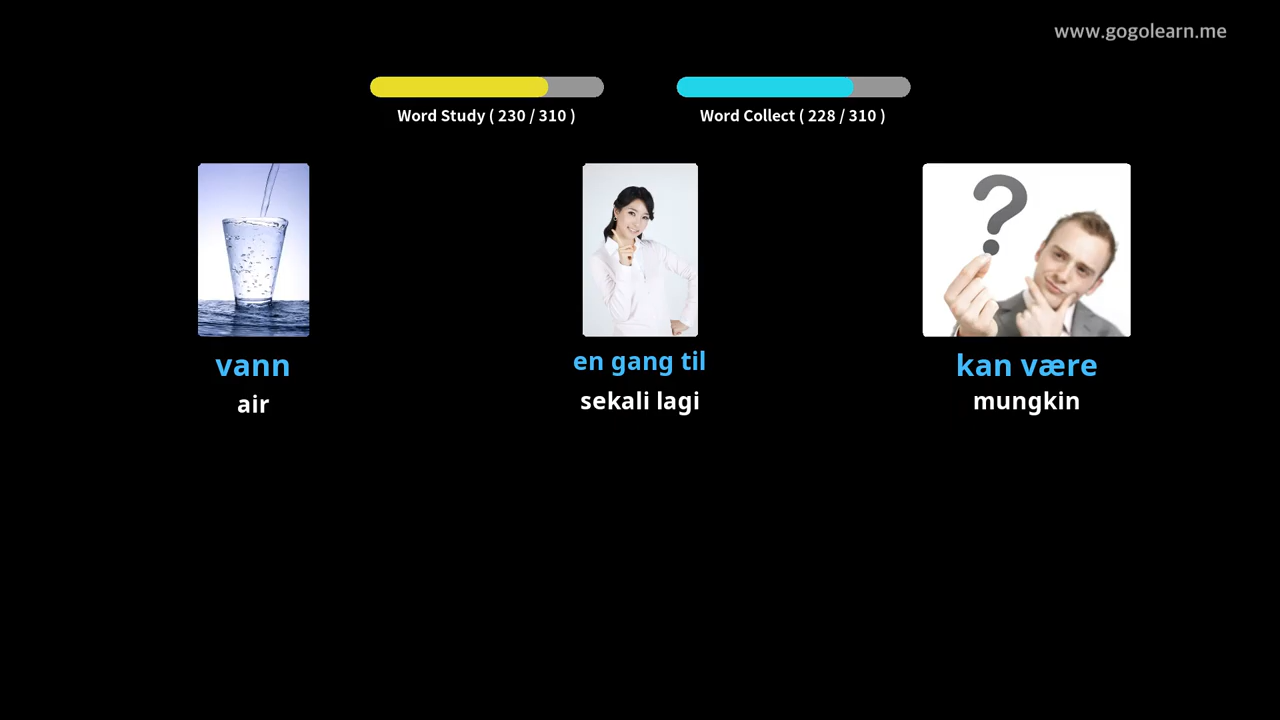 www.gogolearn.me
Word Study ( 230 / 310 )
Word Collect ( 228 / 310 )
vann
en gang til
kan være
air
sekali lagi
mungkin